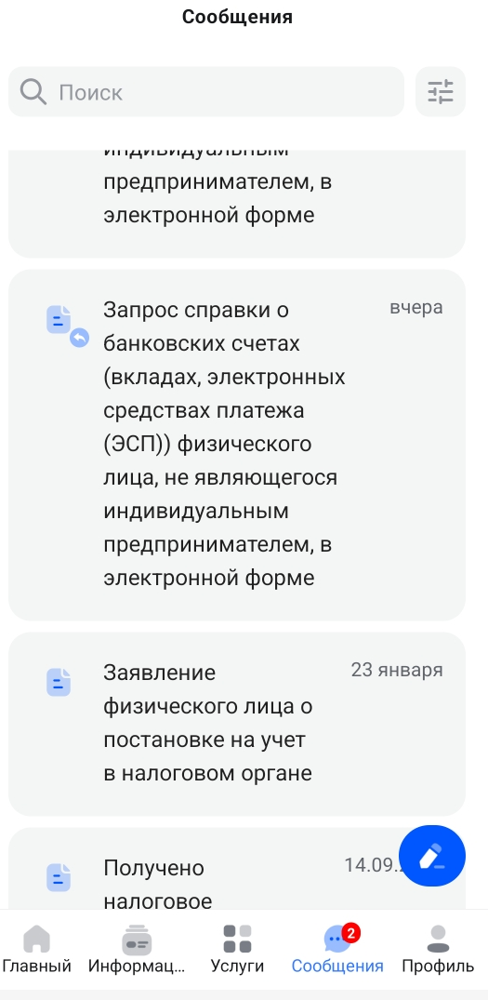 Сообщения
Поиск
индивидуальным
предпринимателем, в
электронной форме
Запрос справки о
вчера
банковских счетах
(вкладах, электронных
средствах платежа
(ЭСП)) физического
лица, не являющегося
индивидуальным
предпринимателем, в
электронной форме
Заявление
23 января
физического лица о
постановке на учет
в налоговом органе
Получено
14.09.
налоговое
2
Главный
Информац...
Услуги
Сообщения
Профиль